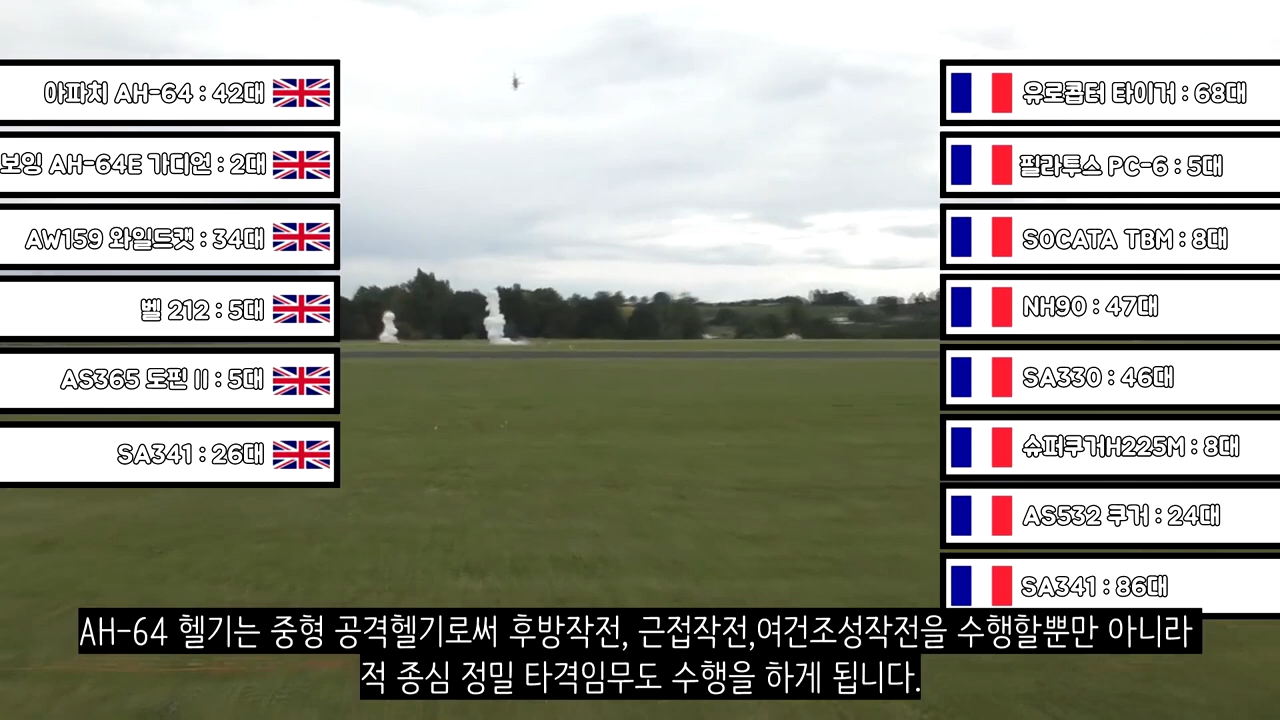 아파치 AH-64 : 42대
보잉 AH-64E 가디언 : 2대
AW159 와일드캣 : 34대
벨 212 : 5대
AS365 도핀 II : 5대
SA341 : 26대
유로콥터 타이거 : 68대
필라투스 PC-6 : 5대
SOCATA TBM : 8대
NH90 : 47대
SA330 : 46대
슈퍼쿠거H225M : 8대
AS532 쿠거 : 24대
SA341 : 86대
AH-64 헬기는 중형 공격헬기로써 후방작전, 근접작전,여건조성작전을 수행할뿐만 아니라
적 종심 정밀 타격임무도 수행을 하게 됩니다.